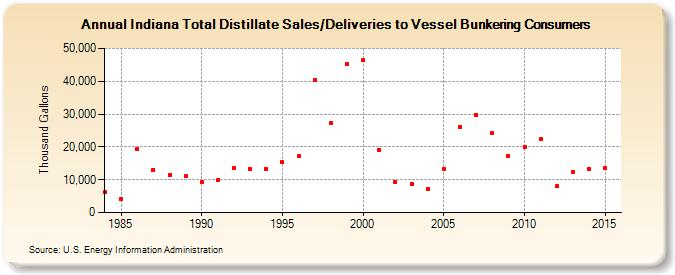 Annual Indiana Total Distillate Sales/Deliveries to Vessel Bunkering Consumers
Thousand Gallons
50,000
40,000
30,000
20,000
10,000
0
1985 1990 1995 2000 2005 2010 2015
Source: U.S. Energy Information Administration